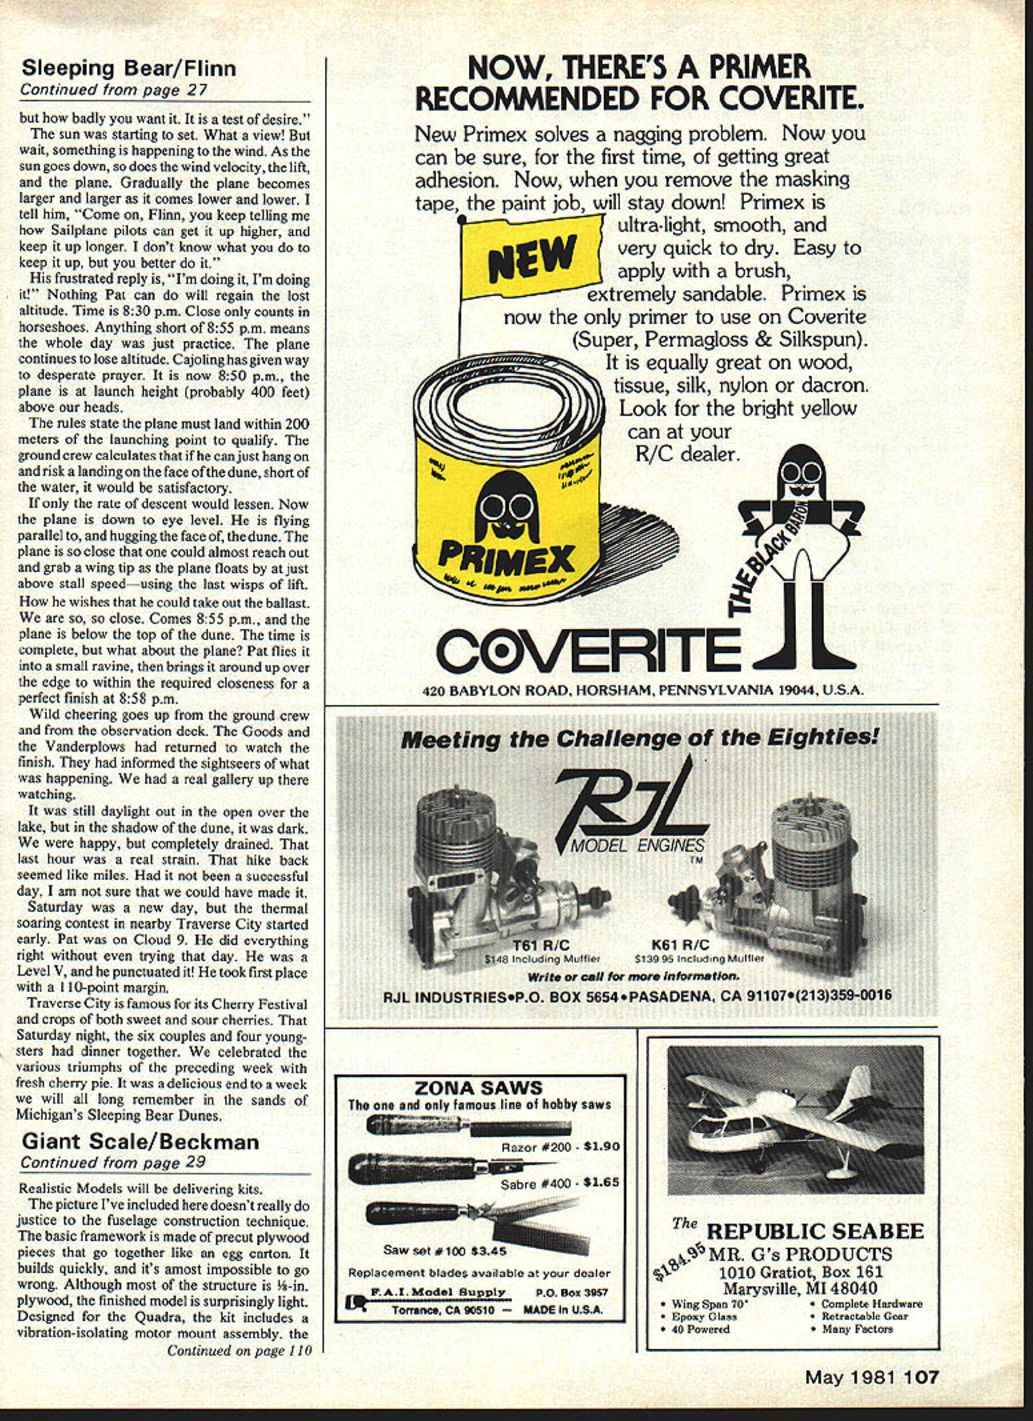 Sleeping Bear/Flinn
Continued from page 27
but how badly you want it. It is a test of desire."
The sun was starting to set. What a view! But
wait, something is happening to the wind. As the
sun goes down, so does the wind velocity, the lift,
and the plane. Gradually the plane becomes
larger and larger as it comes lower and lower. I
tell him, "Come on, Flinn, you keep telling me
how Sailplane pilots can get it up higher, and
keep it up longer. I don't know what you do to
keep it up, but you better do it."
His frustrated reply is, "I'm doing it, I'm doing
it!" Nothing Pat can do will regain the lost
altitude. Time is 8:30 p.m. Close only counts in
horseshoes. Anything short of 8:55 p.m. means
the whole day was just practice. The plane
continues to lose altitude. Cajoling has given way
to desperate prayer. It is now 8:50 p.m., the
plane is at launch height (probably 400 feet)
above our heads.
The rules state the plane must land within 200
meters of the launching point to qualify. The
ground crew calculates that if he can just hang on
and risk a landing on the face of the dune, short of
the water, it would be satisfactory.
If only the rate of descent would lessen. Now
the plane is down to eye level. He is flying
parallel to, and hugging the face of, the dune. The
plane is so close that one could almost reach out
and grab a wing tip as the plane floats by at just
above stall speed—using the last wisps of lift.
How he wishes that he could take out the ballast.
We are so, so close. Comes 8:55 p.m., and the
plane is below the top of the dune. The time is
complete, but what about the plane? Pat flies it
into a small ravine, then brings it around up over
the edge to within the required closeness for a
perfect finish at 8:58 p.m.
Wild cheering goes up from the ground crew
and from the observation deck. The Goods and
the Vanderplows had returned to watch the
finish. They had informed the sightseers of what
was happening. We had a real gallery up there
watching.
It was still daylight out in the open over the
lake, but in the shadow of the dune, it was dark.
We were happy, but completely drained. That
last hour was a real strain. That hike back
seemed like miles. Had it not been a successful
day, I am not sure that we could have made it.
Saturday was a new day, but the thermal
soaring contest in nearby Traverse City started
early. Pat was on Cloud 9. He did everything
right without even trying that day. He was a
Level V, and he punctuated it! He took first place
with a 110-point margin.
Traverse City is famous for its Cherry Festival
and crops of both sweet and sour cherries. That
Saturday night, the six couples and four young-
sters had dinner together. We celebrated the
various triumphs of the preceding week with
fresh cherry pie. It was a delicious end to a week
we will all long remember in the sands of
Michigan's Sleeping Bear Dunes.
Giant Scale/Beckman
Continued from page 29
Realistic Models will be delivering kits.
The picture I've included here doesn't really do
justice to the fuselage construction technique.
The basic framework is made of precut plywood
pieces that go together like an egg carton. It
builds quickly, and it's amost impossible to go
wrong. Although most of the structure is ⅛-in.
plywood, the finished model is surprisingly light.
Designed for the Quadra, the kit includes a
vibration-isolating motor mount assembly, the
Continued on page 110
NOW, THERE'S A PRIMER
RECOMMENDED FOR COVERITE.
New Primex solves a nagging problem. Now you
can be sure, for the first time, of getting great
adhesion. Now, when you remove the masking
tape, the paint job, will stay down! Primex is
ultra-light, smooth, and
very quick to dry. Easy to
apply with a brush,
extremely sandable. Primex is
now the only primer to use on Coverite
(Super, Permagloss & Silkspun).
It is equally great on wood,
tissue, silk, nylon or dacron.
Look for the bright yellow
can at your
R/C dealer.
NEW
PRIMEX
THE BLACK BARON
COVERITE
420 BABYLON ROAD, HORSHAM, PENNSYLVANIA 19044, U.S.A.
Meeting the Challenge of the Eighties!
RJL
MODEL ENGINES
TM
T61 R/C
$148 Including Muffler
K61 R/C
$139.95 Including Muffler
Write or call for more information.
RJL INDUSTRIES•P.O. BOX 5654•PASADENA, CA 91107•(213)359-0016
ZONA SAWS
The one and only famous line of hobby saws
Razor #200 - $1.90
Sabre #400 - $1.65
Saw set #100 $3.45
Replacement blades available at your dealer
F.A.I. Model Supply P.O. Box 3957
Torrance, CA 90510 — MADE in U.S.A.
The REPUBLIC SEABEE
$184.95
MR. G's PRODUCTS
1010 Gratiot, Box 161
Marysville, MI 48040
• Wing Span 70"
• Epoxy Glass
• 40 Powered
• Complete Hardware
• Retractable Gear
• Many Factors
May 1981 107